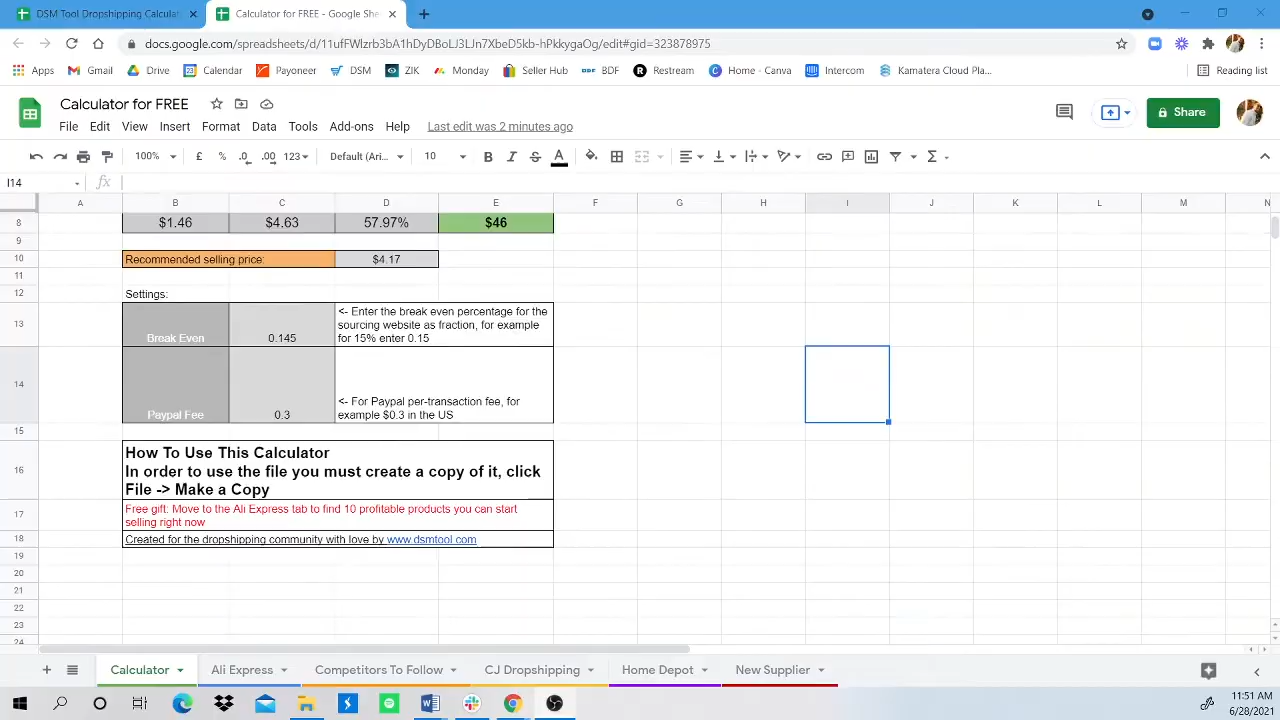 DSM Tool Dropshipping Calculat
Calculator for FREE - Google She
docs.google.com/spreadsheets/d/11ufFWlzrb3bA1hDyDBoLJ3LJn7XbeD5kb-hPkkygaOg/edit#gid=323878975
Apps Gmail Drive Calendar Payoneer DSM ZIK Monday Seller Hub BDF Restream Home - Canva Intercom Kamatera Cloud Pla... Reading list
Calculator for FREE
Share
File Edit View Insert Format Data Tools Add-ons Help Last edit was 2 minutes ago
100% £ % .0 .00 123 Default (Ari... 10 B I S A
I14 fx
A B C D E F G H I J K L M N
8 $1.46 $4.63 57.97% $46
9
10 Recommended selling price: $4.17
11
12 Settings:
<- Enter the break even percentage for the
13 sourcing website as fraction, for example
Break Even 0.145 for 15% enter 0.15
14
<- For Paypal per-transaction fee, for
Paypal Fee 0.3 example $0.3 in the US
15
How To Use This Calculator
16 In order to use the file you must create a copy of it, click
File -> Make a Copy
17 Free gift: Move to the Ali Express tab to find 10 profitable products you can start
selling right now
18 Created for the dropshipping community with love by www.dsmtool.com
19
20
21
22
23
24
Calculator Ali Express Competitors To Follow CJ Dropshipping Home Depot New Supplier
11:51 AM
6/28/2021